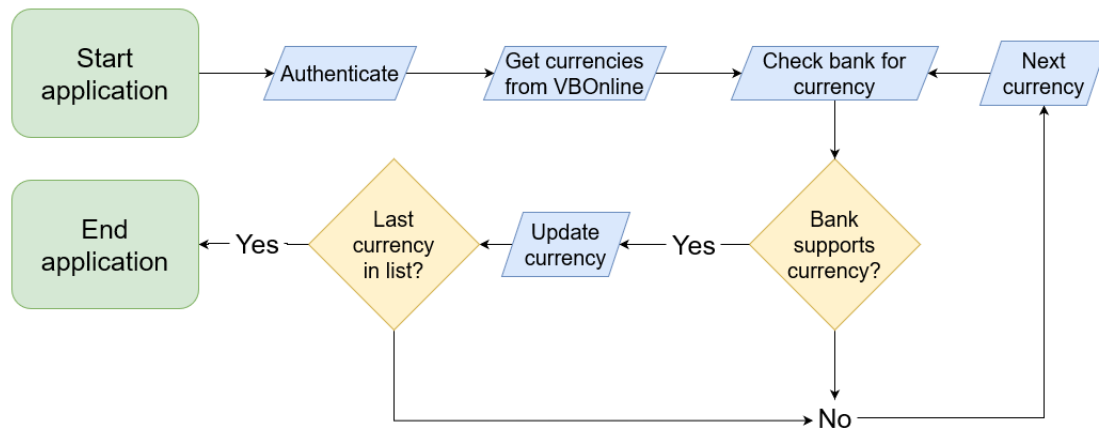 Start
application
Authenticate
Get currencies
from VBOnline
Check bank for
currency
Next
currency
End
application
Yes
Last
currency
in list?
Update
currency
Yes
Bank
supports
currency?
No